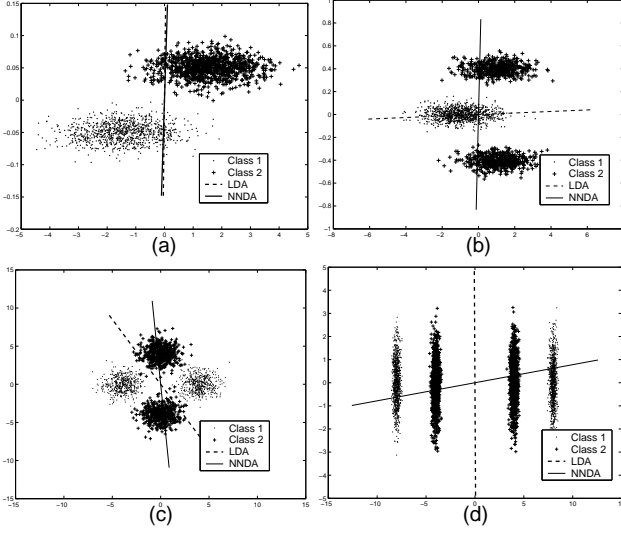 0.15
0.1
0.05
0
−0.05
−0.1
−0.15
−0.2
−5 −4 −3 −2 −1 0 1 2 3 4 5
Class 1
Class 2
LDA
NNDA
(a)
0.8
0.6
0.4
0.2
0
−0.2
−0.4
−0.6
−0.8
−1
−8 −6 −4 −2 0 2 4 6 8
Class 1
Class 2
LDA
NNDA
(b)
15
10
5
0
−5
−10
−15
−15 −10 −5 0 5 10 15
Class 1
Class 2
LDA
NNDA
(c)
5
4
3
2
1
0
−1
−2
−3
−4
−5
−10 −5 0 5 10
Class 1
Class 2
LDA
NNDA
(d)